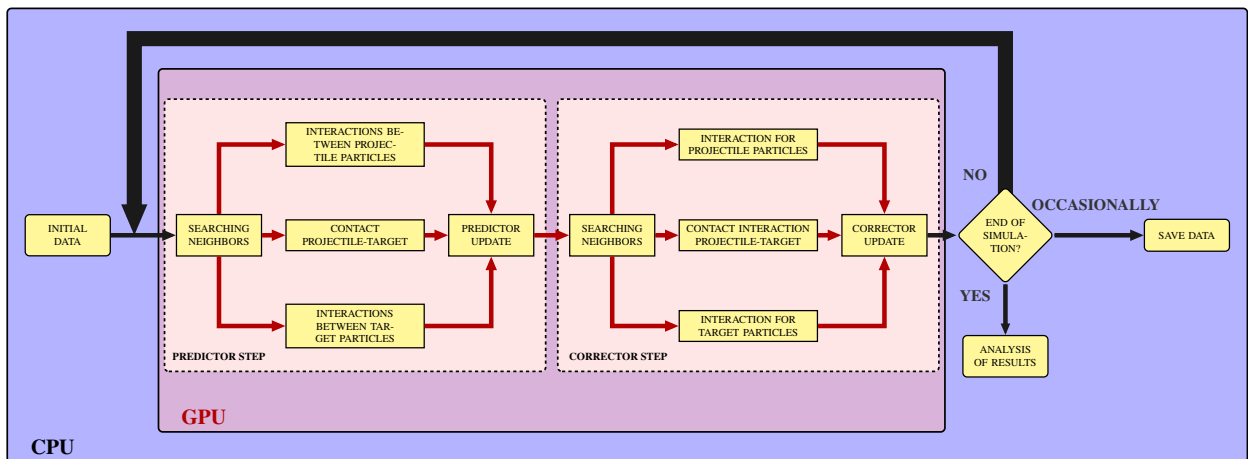 INITIAL
DATA
SEARCHING
NEIGHBORS
INTERACTIONS BE-
TWEEN PROJEC-
TILE PARTICLES
CONTACT
PROJECTILE-TARGET
INTERACTIONS
BETWEEN TAR-
GET PARTICLES
PREDICTOR
UPDATE
PREDICTOR STEP
SEARCHING
NEIGHBORS
INTERACTION FOR
PROJECTILE PARTICLES
CONTACT INTERACTION
PROJECTILE-TARGET
INTERACTION FOR
TARGET PARTICLES
CORRECTOR
UPDATE
CORRECTOR STEP
NO
END OF
SIMULA-
TION?
OCCASIONALLY
SAVE DATA
YES
ANALYSIS
OF RESULTS
GPU
CPU